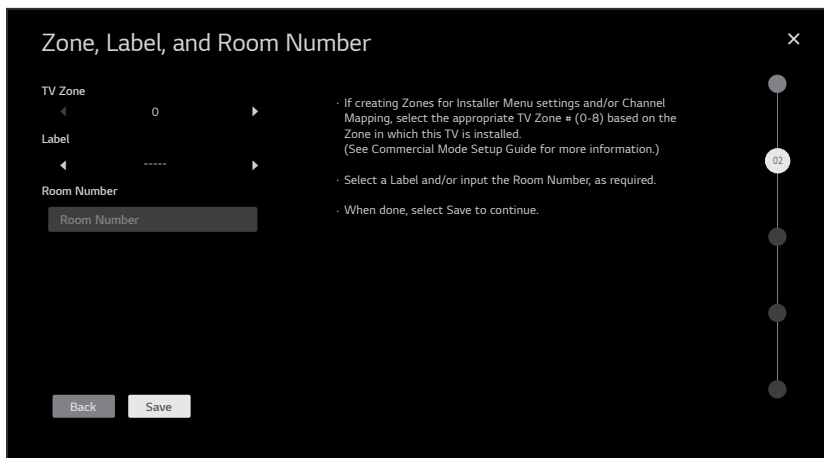 Zone, Label, and Room Number
×
TV Zone
0
Label
-----
Room Number
Room Number
· If creating Zones for Installer Menu settings and/or Channel
Mapping, select the appropriate TV Zone # (0-8) based on the
Zone in which this TV is installed.
(See Commercial Mode Setup Guide for more information.)
· Select a Label and/or input the Room Number, as required.
· When done, select Save to continue.
02
Back
Save